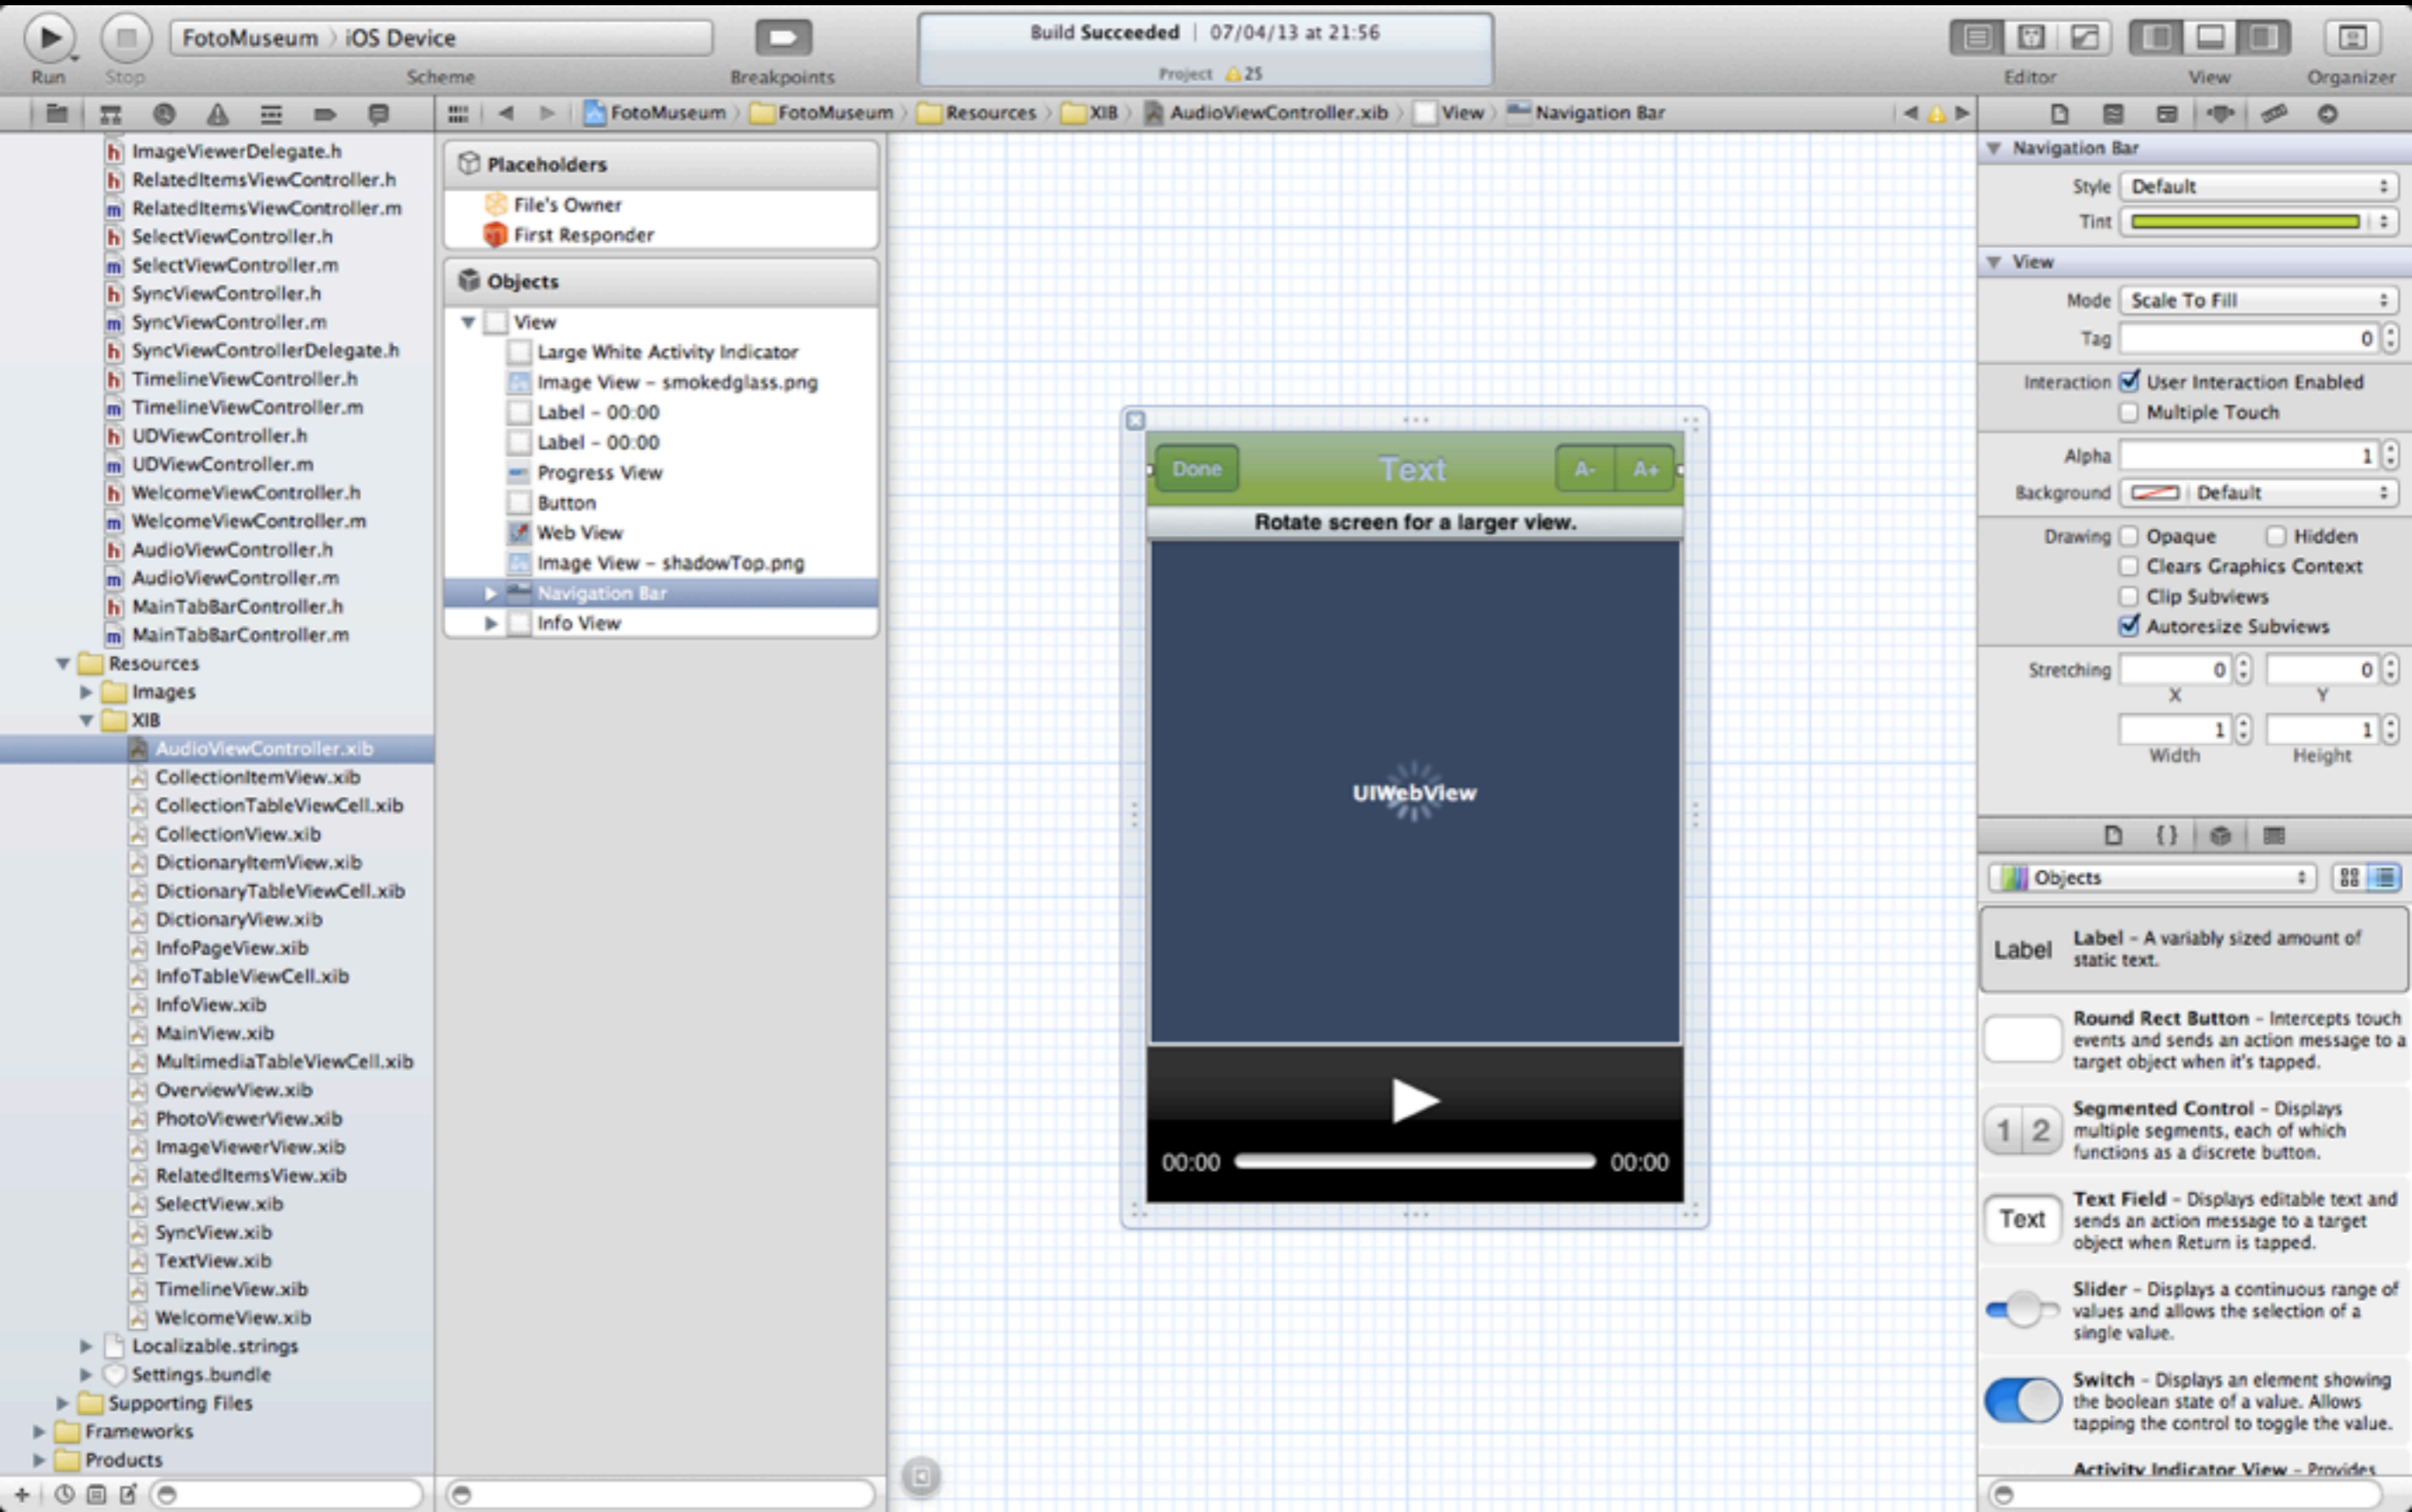 FotoMuseum 〉 iOS Device
Build Succeeded | 07/04/13 at 21:56
Project 25
Run
Stop
Scheme
Breakpoints
Editor
View
Organizer
FotoMuseum 〉 FotoMuseum 〉 Resources 〉 XIB 〉 AudioViewController.xib 〉 View 〉 Navigation Bar
ImageViewerDelegate.h
RelatedItemsViewController.h
RelatedItemsViewController.m
SelectViewController.h
SelectViewController.m
SyncViewController.h
SyncViewController.m
SyncViewControllerDelegate.h
TimelineViewController.h
TimelineViewController.m
UDViewController.h
UDViewController.m
WelcomeViewController.h
WelcomeViewController.m
AudioViewController.h
AudioViewController.m
MainTabBarController.h
MainTabBarController.m
Resources
Images
XIB
AudioViewController.xib
CollectionItemView.xib
CollectionTableViewCell.xib
CollectionView.xib
DictionaryItemView.xib
DictionaryTableViewCell.xib
DictionaryView.xib
InfoPageView.xib
InfoTableViewCell.xib
InfoView.xib
MainView.xib
MultimediaTableViewCell.xib
OverviewView.xib
PhotoViewerView.xib
ImageViewerView.xib
RelatedItemsView.xib
SelectView.xib
SyncView.xib
TextView.xib
TimelineView.xib
WelcomeView.xib
Localizable.strings
Settings.bundle
Supporting Files
Frameworks
Products
Placeholders
File's Owner
First Responder
Objects
View
Large White Activity Indicator
Image View – smokedglass.png
Label – 00:00
Label – 00:00
Progress View
Button
Web View
Image View – shadowTop.png
Navigation Bar
Info View
Done
Text
A-
A+
Rotate screen for a larger view.
UIWebView
00:00
00:00
Navigation Bar
Style Default
Tint
View
Mode Scale To Fill
Tag 0
Interaction User Interaction Enabled
Multiple Touch
Alpha 1
Background Default
Drawing Opaque Hidden
Clears Graphics Context
Clip Subviews
Autoresize Subviews
Stretching 0 0
X Y
1 1
Width Height
{ }
Objects
Label
Label – A variably sized amount of
static text.
Round Rect Button – Intercepts touch
events and sends an action message to a
target object when it's tapped.
1 2
Segmented Control – Displays
multiple segments, each of which
functions as a discrete button.
Text
Text Field – Displays editable text and
sends an action message to a target
object when Return is tapped.
Slider – Displays a continuous range of
values and allows the selection of a
single value.
Switch – Displays an element showing
the boolean state of a value. Allows
tapping the control to toggle the value.
Activity Indicator View – Provides